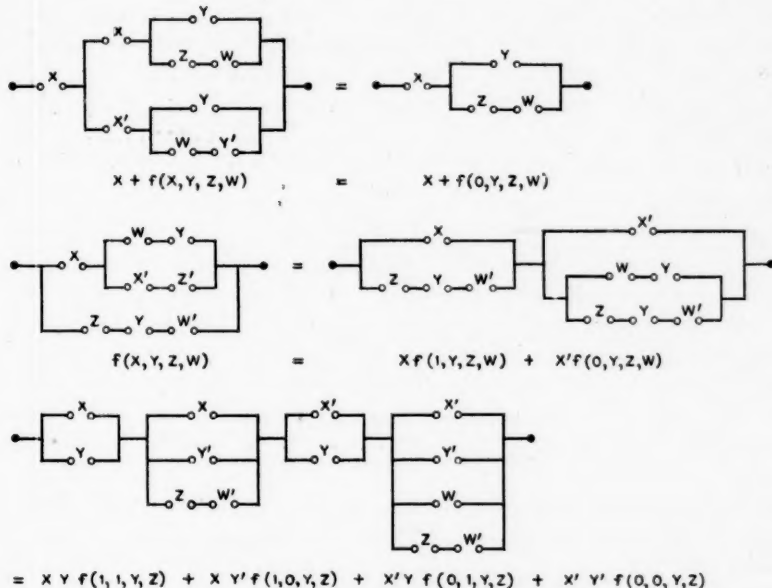 Y
X
Z W
X
Y
X'
W Y'
=
Y
X
Z W
X + f(X,Y,Z,W) = X + f(0,Y,Z,W)
W Y
X
X' Z'
Z Y W'
=
X
Z Y W'
X'
W Y
Z Y W'
f(X,Y,Z,W) = X f(1,Y,Z,W) + X' f(0,Y,Z,W)
X X X' X'
Y Y' Y Y'
Z W' W
Z W'
= X Y f(1,1,Y,Z) + X Y' f(1,0,Y,Z) + X' Y f(0,1,Y,Z) + X' Y' f(0,0,Y,Z)